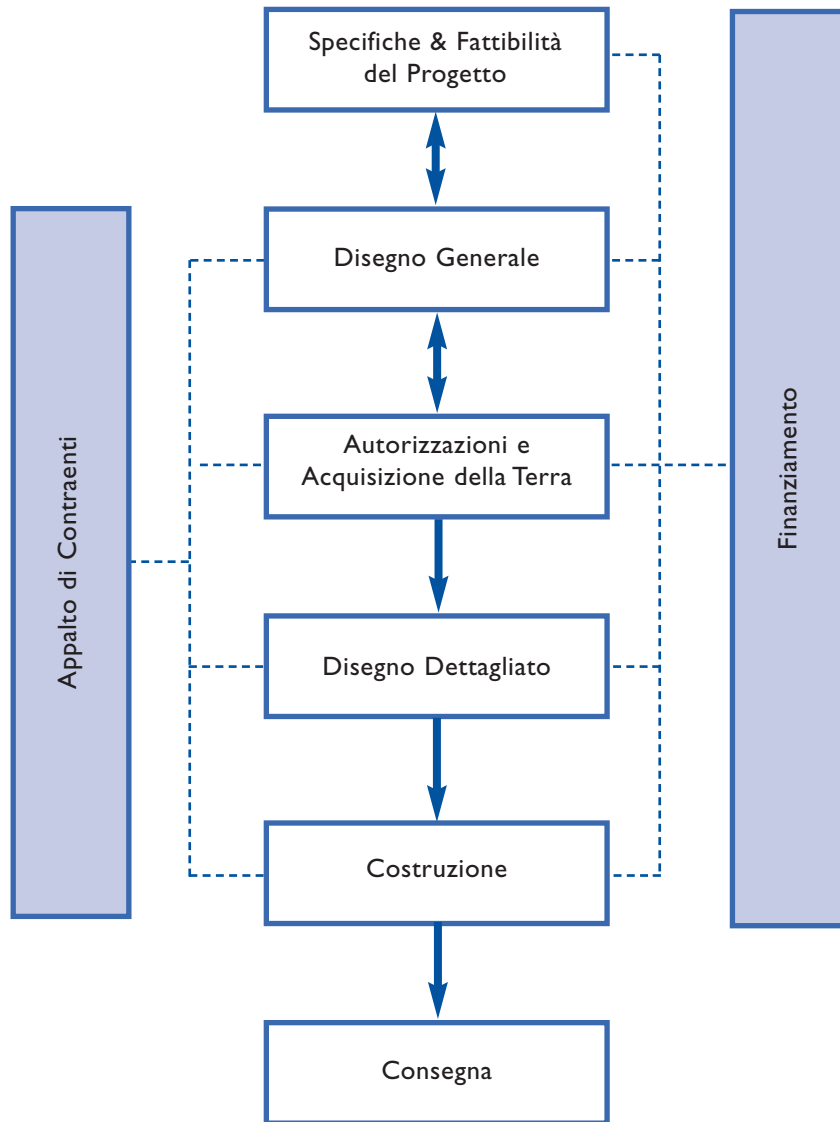 Specifiche & Fattibilità
del Progetto
Disegno Generale
Autorizzazioni e
Acquisizione della Terra
Disegno Dettagliato
Costruzione
Consegna
Appalto di Contraenti
Finanziamento